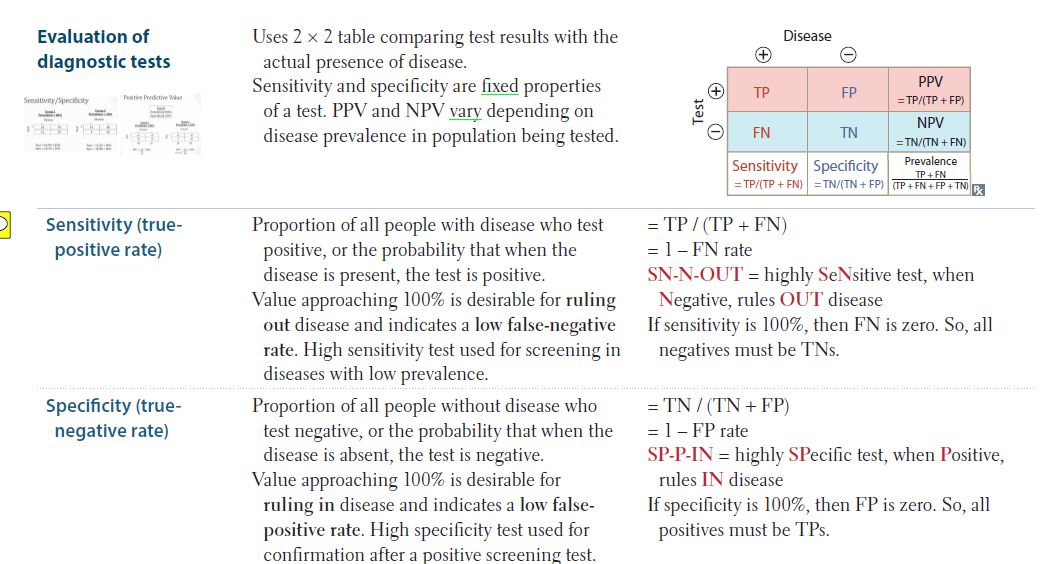 Evaluation of
diagnostic tests
Sensitivity/Specificity
Positive Predictive Value
Uses 2 × 2 table comparing test results with the
actual presence of disease.
Sensitivity and specificity are fixed properties
of a test. PPV and NPV vary depending on
disease prevalence in population being tested.
Disease
+ −
Test
+ TP FP PPV
= TP/(TP + FP)
− FN TN NPV
= TN/(TN + FN)
Sensitivity Specificity Prevalence
= TP/(TP + FN) = TN/(TN + FP) TP + FN
(TP + FN + FP + TN)
℞
Sensitivity (true-
positive rate)
Proportion of all people with disease who test
positive, or the probability that when the
disease is present, the test is positive.
Value approaching 100% is desirable for ruling
out disease and indicates a low false-negative
rate. High sensitivity test used for screening in
diseases with low prevalence.
= TP / (TP + FN)
= 1 – FN rate
SN-N-OUT = highly SeNsitive test, when
Negative, rules OUT disease
If sensitivity is 100%, then FN is zero. So, all
negatives must be TNs.
Specificity (true-
negative rate)
Proportion of all people without disease who
test negative, or the probability that when the
disease is absent, the test is negative.
Value approaching 100% is desirable for
ruling in disease and indicates a low false-
positive rate. High specificity test used for
confirmation after a positive screening test.
= TN / (TN + FP)
= 1 – FP rate
SP-P-IN = highly SPecific test, when Positive,
rules IN disease
If specificity is 100%, then FP is zero. So, all
positives must be TPs.